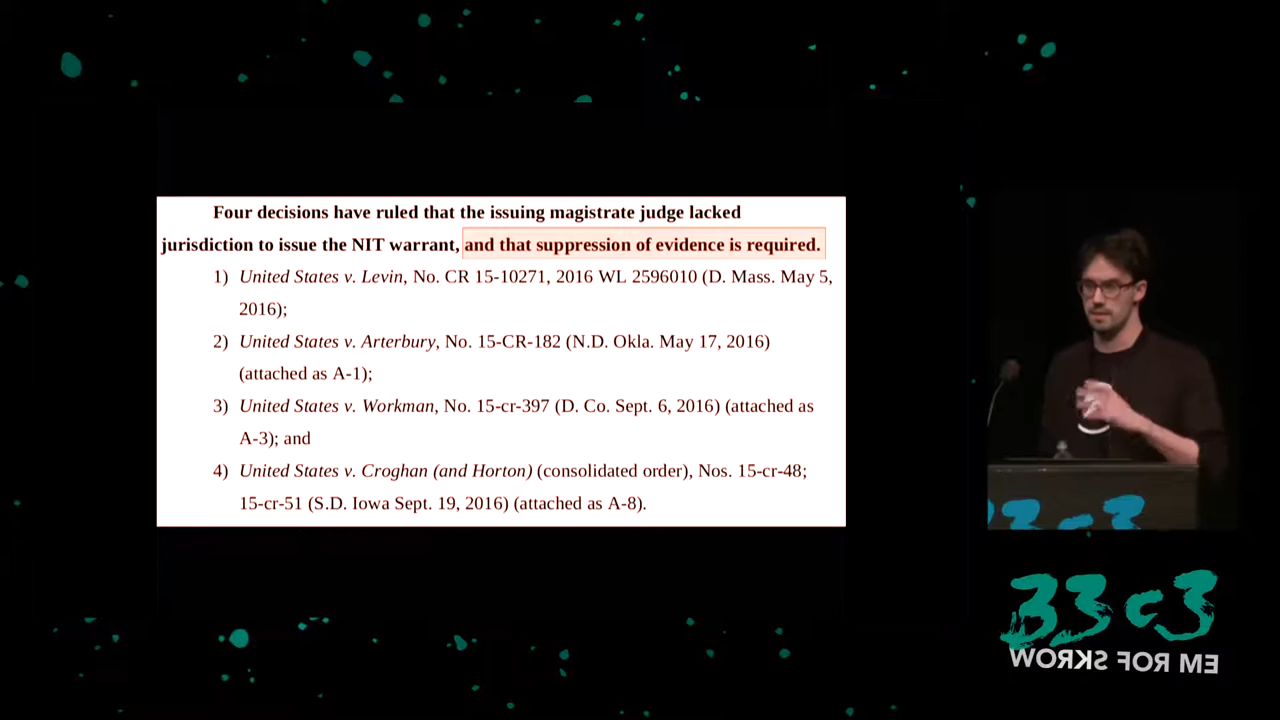 Four decisions have ruled that the issuing magistrate judge lacked
jurisdiction to issue the NIT warrant, and that suppression of evidence is required.
1) United States v. Levin, No. CR 15-10271, 2016 WL 2596010 (D. Mass. May 5,
2016);
2) United States v. Arterbury, No. 15-CR-182 (N.D. Okla. May 17, 2016)
(attached as A-1);
3) United States v. Workman, No. 15-cr-397 (D. Co. Sept. 6, 2016) (attached as
A-3); and
4) United States v. Croghan (and Horton) (consolidated order), Nos. 15-cr-48;
15-cr-51 (S.D. Iowa Sept. 19, 2016) (attached as A-8).
33c3
33c3
WORKS FOR ME